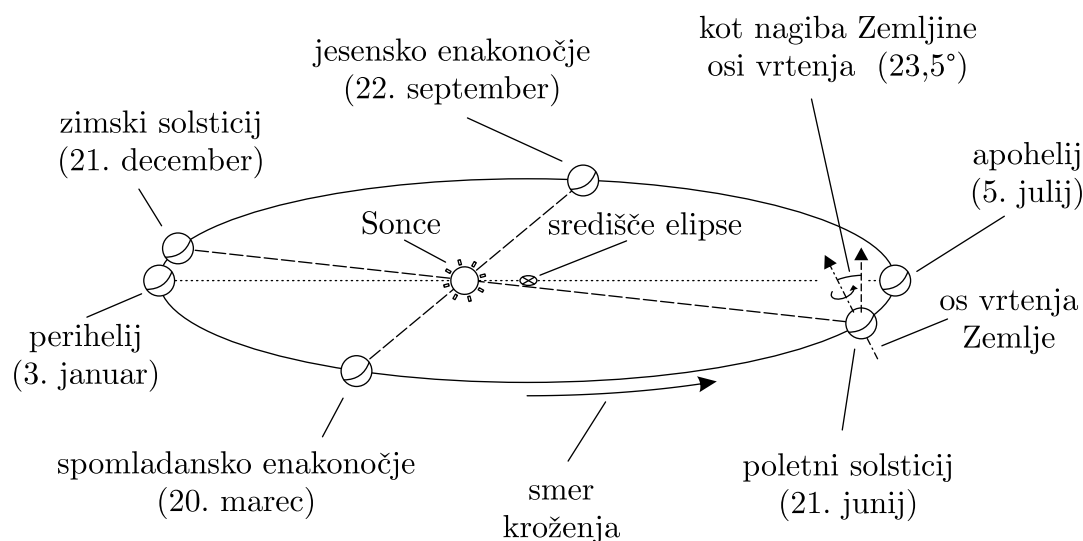 kot nagiba Zemljine
osi vrtenja (23,5°)
jesensko enakonočje
(22. september)
zimski solsticij
(21. december)
apohelij
(5. julij)
Sonce
središče elipse
os vrtenja
Zemlje
perihelij
(3. januar)
spomladansko enakonočje
(20. marec)
poletni solsticij
(21. junij)
smer
kroženja